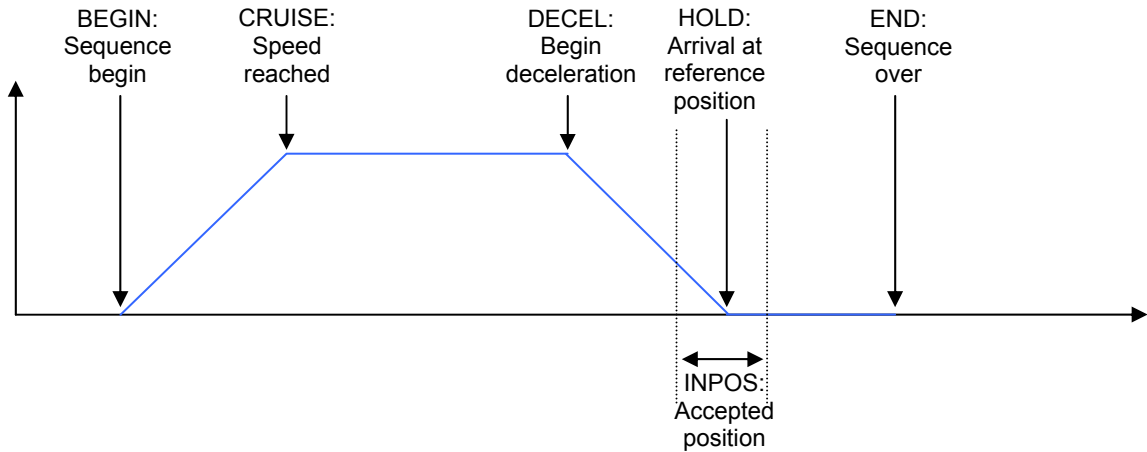 BEGIN:
Sequence
begin
CRUISE:
Speed
reached
DECEL:
Begin
deceleration
HOLD:
Arrival at
reference
position
END:
Sequence
over
INPOS:
Accepted
position